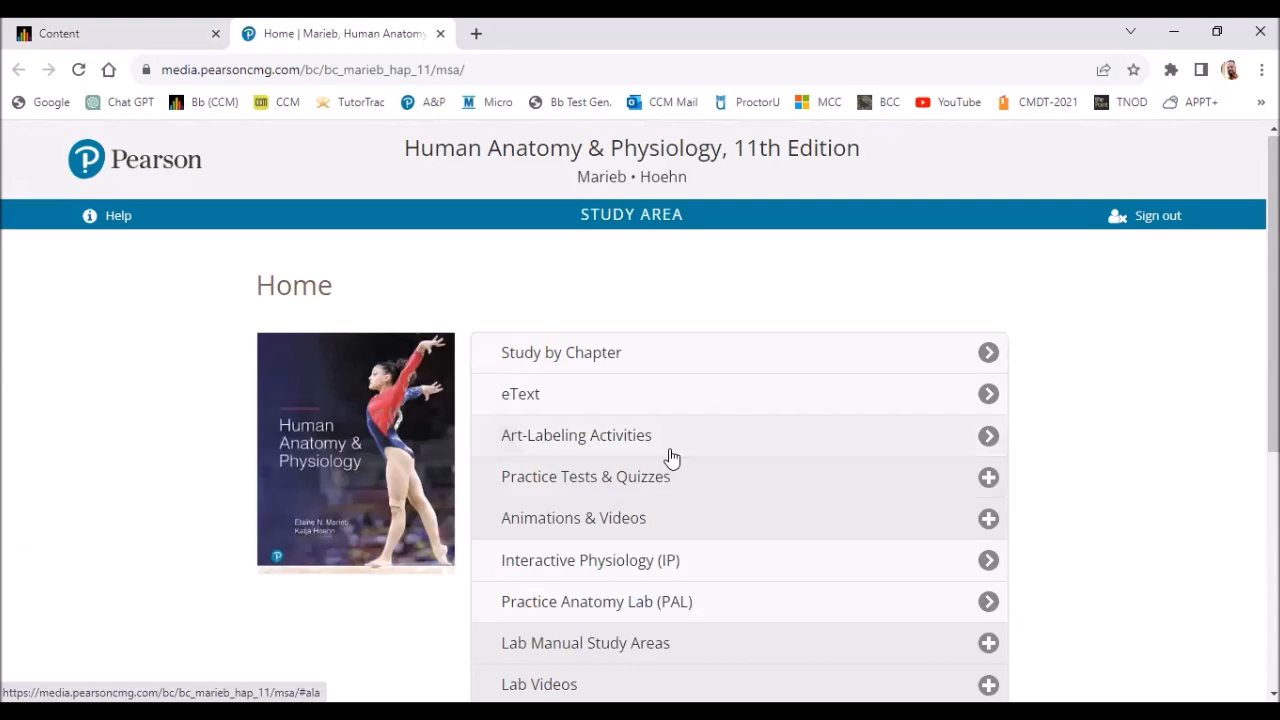 Content
Home | Marieb, Human Anatomy
media.pearsoncmg.com/bc/bc_marieb_hap_11/msa/
Google Chat GPT Bb (CCM) CCM TutorTrac A&P Micro Bb Test Gen. CCM Mail ProctorU MCC BCC YouTube CMDT-2021 TNOD APPT+ »
Pearson
Human Anatomy & Physiology, 11th Edition
Marieb • Hoehn
Help
STUDY AREA
Sign out
Home
Human
Anatomy &
Physiology
Elaine N. Marieb
Katja Hoehn
Study by Chapter
eText
Art-Labeling Activities
Practice Tests & Quizzes
Animations & Videos
Interactive Physiology (IP)
Practice Anatomy Lab (PAL)
Lab Manual Study Areas
Lab Videos
https://media.pearsoncmg.com/bc/bc_marieb_hap_11/msa/#ala